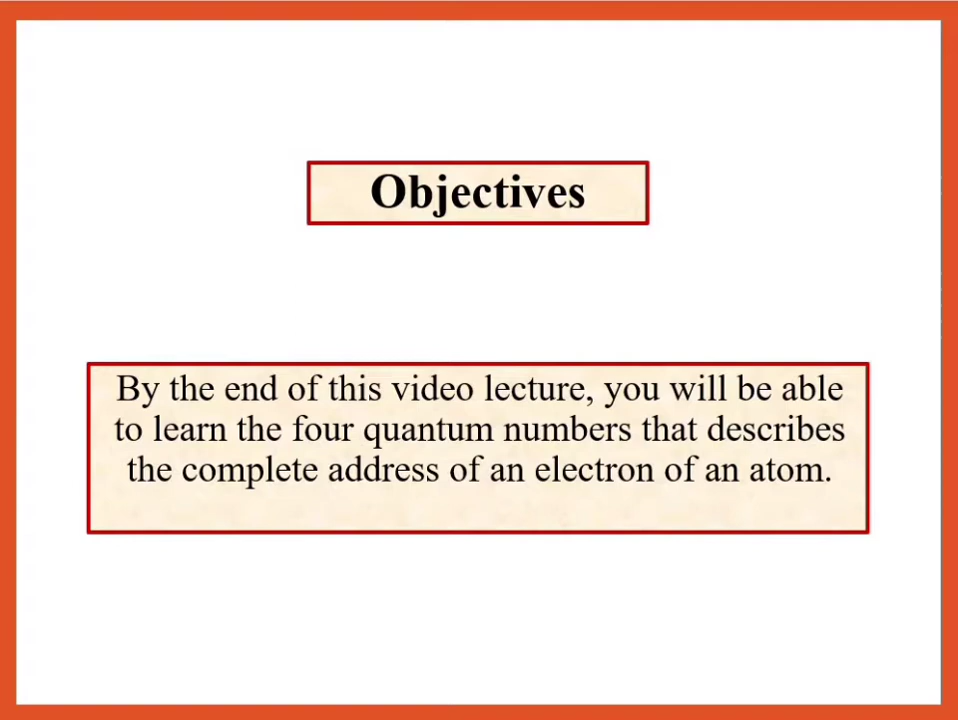 Objectives
By the end of this video lecture, you will be able
to learn the four quantum numbers that describes
the complete address of an electron of an atom.